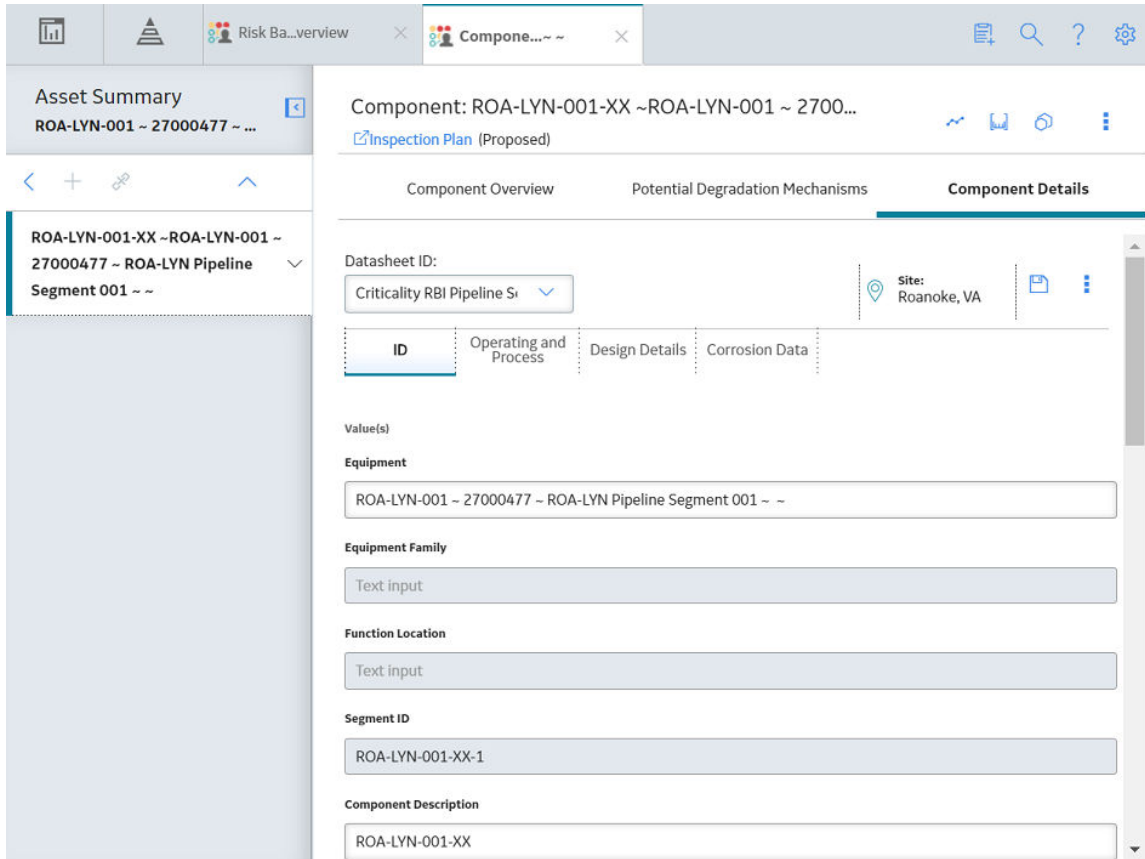 Risk Ba...verview
Compone...~ ~
Asset Summary
ROA-LYN-001 ~ 27000477 ~ ...
ROA-LYN-001-XX ~ROA-LYN-001 ~
27000477 ~ ROA-LYN Pipeline
Segment 001 ~ ~
Component: ROA-LYN-001-XX ~ROA-LYN-001 ~ 2700...
Inspection Plan (Proposed)
Component Overview
Potential Degradation Mechanisms
Component Details
Datasheet ID:
Criticality RBI Pipeline
Site:
Roanoke, VA
ID
Operating and
Process
Design Details
Corrosion Data
Value(s)
Equipment
ROA-LYN-001 ~ 27000477 ~ ROA-LYN Pipeline Segment 001 ~ ~
Equipment Family
Text input
Function Location
Text input
Segment ID
ROA-LYN-001-XX-1
Component Description
ROA-LYN-001-XX